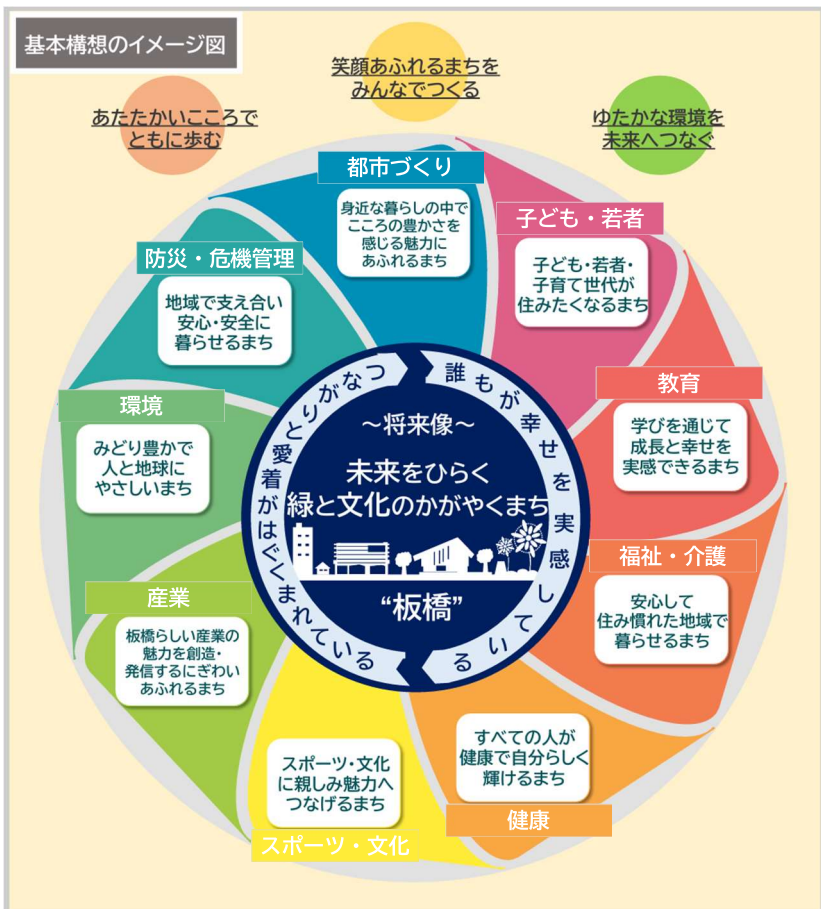 基本構想のイメージ図
笑顔あふれるまちを
みんなでつくる
あたたかいこころで
ともに歩む
ゆたかな環境を
未来へつなぐ
都市づくり
身近な暮らしの中で
こころの豊かさを
感じる魅力に
あふれるまち
子ども・若者
子ども・若者・
子育て世代が
住みたくなるまち
防災・危機管理
地域で支え合い
安心・安全に
暮らせるまち
教育
学びを通じて
成長と幸せを
実感できるまち
環境
みどり豊かで
人と地球に
やさしいまち
誰もが幸せを実感している
愛着がはぐくまれている
つながりと
～将来像～
未来をひらく
緑と文化のかがやくまち
“板橋”
福祉・介護
安心して
住み慣れた地域で
暮らせるまち
産業
板橋らしい産業の
魅力を創造・
発信するにぎわい
あふれるまち
すべての人が
健康で自分らしく
輝けるまち
健康
スポーツ・文化
に親しみ魅力へ
つなげるまち
スポーツ・文化